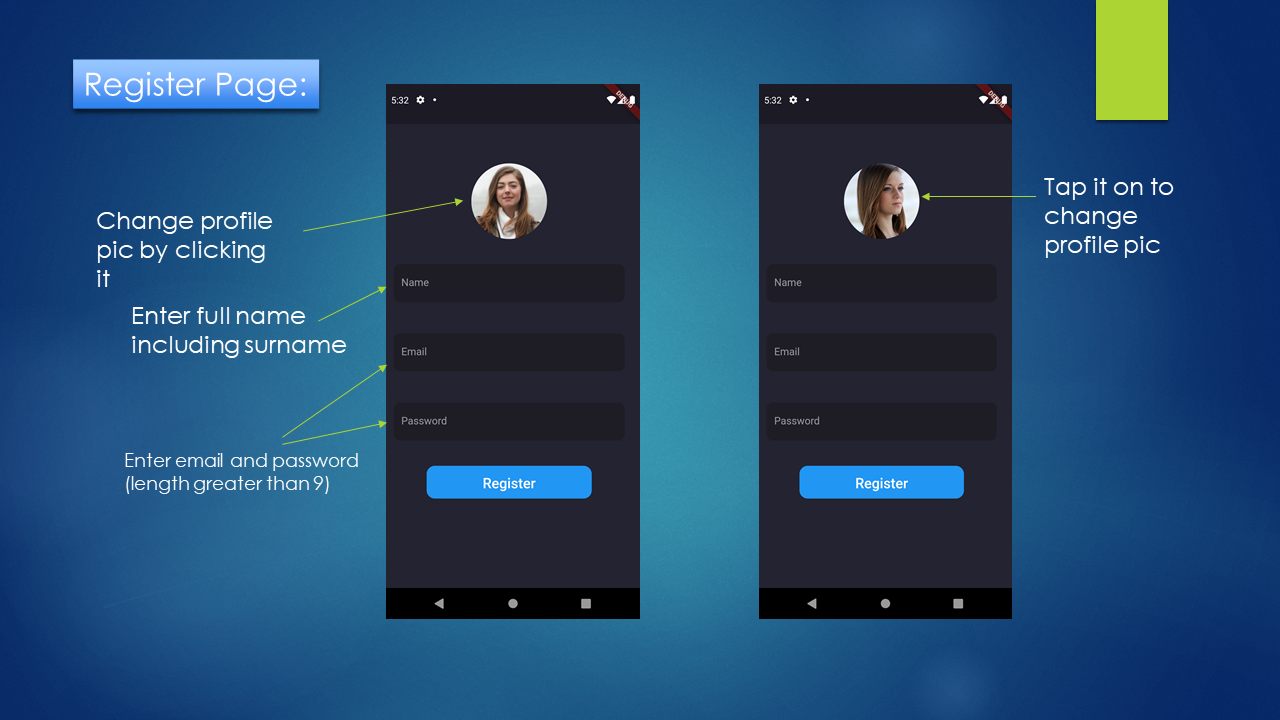 Register Page:
Change profile
pic by clicking
it
Enter full name
including surname
Enter email and password
(length greater than 9)
5:32
DEBUG
Name
Email
Password
Register
5:32
DEBUG
Name
Email
Password
Register
Tap it on to
change
profile pic